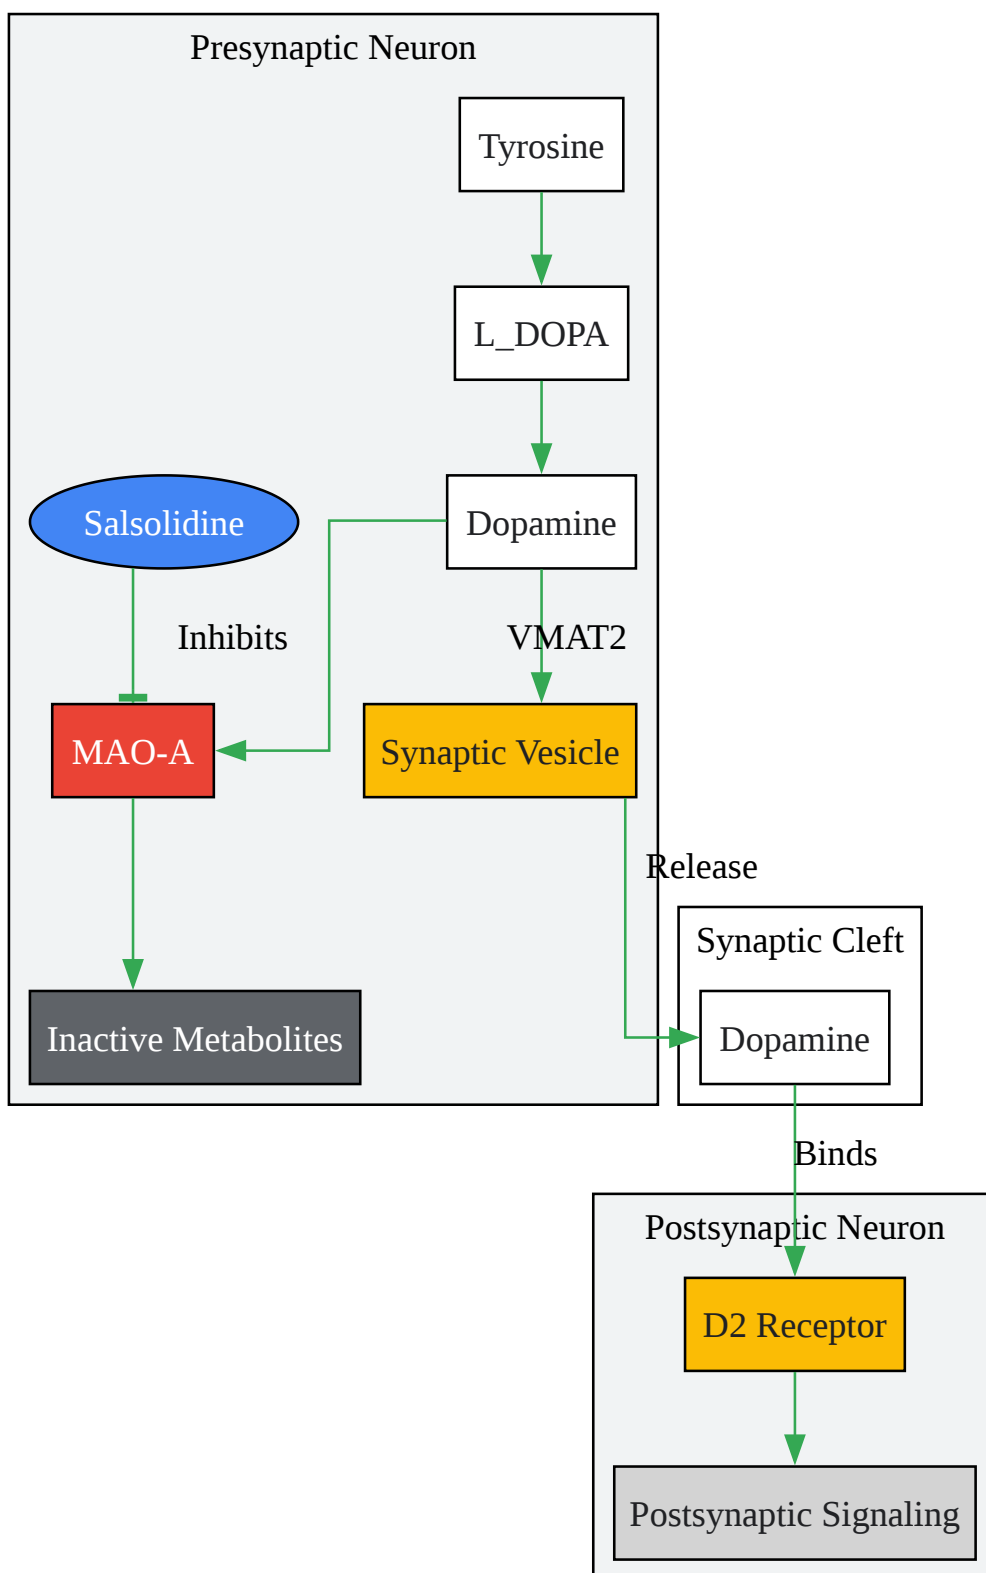 Presynaptic Neuron
Tyrosine
L_DOPA
Salsolidine
Dopamine
Inhibits
VMAT2
MAO-A
Synaptic Vesicle
Release
Synaptic Cleft
Inactive Metabolites
Dopamine
Binds
Postsynaptic Neuron
D2 Receptor
Postsynaptic Signaling